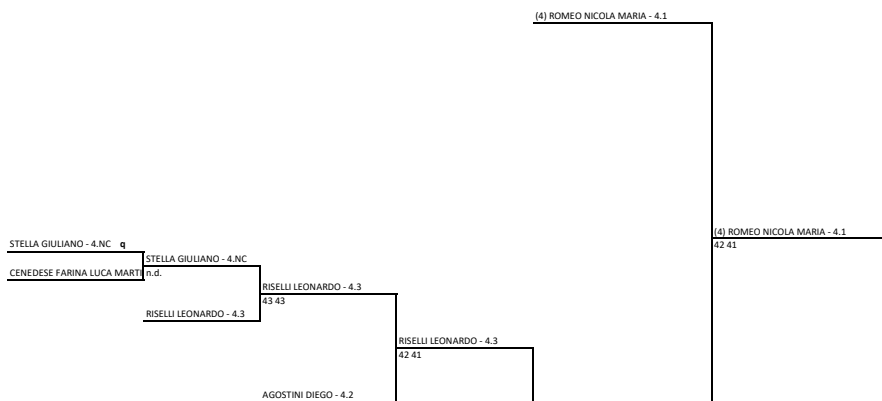 (4) ROMEO NICOLA MARIA - 4.1
(4) ROMEO NICOLA MARIA - 4.1
42 41
STELLA GIULIANO - 4.NC q
STELLA GIULIANO - 4.NC
CENEDESE FARINA LUCA MARTI n.d.
RISELLI LEONARDO - 4.3
43 43
RISELLI LEONARDO - 4.3
RISELLI LEONARDO - 4.3
42 41
AGOSTINI DIEGO - 4.2